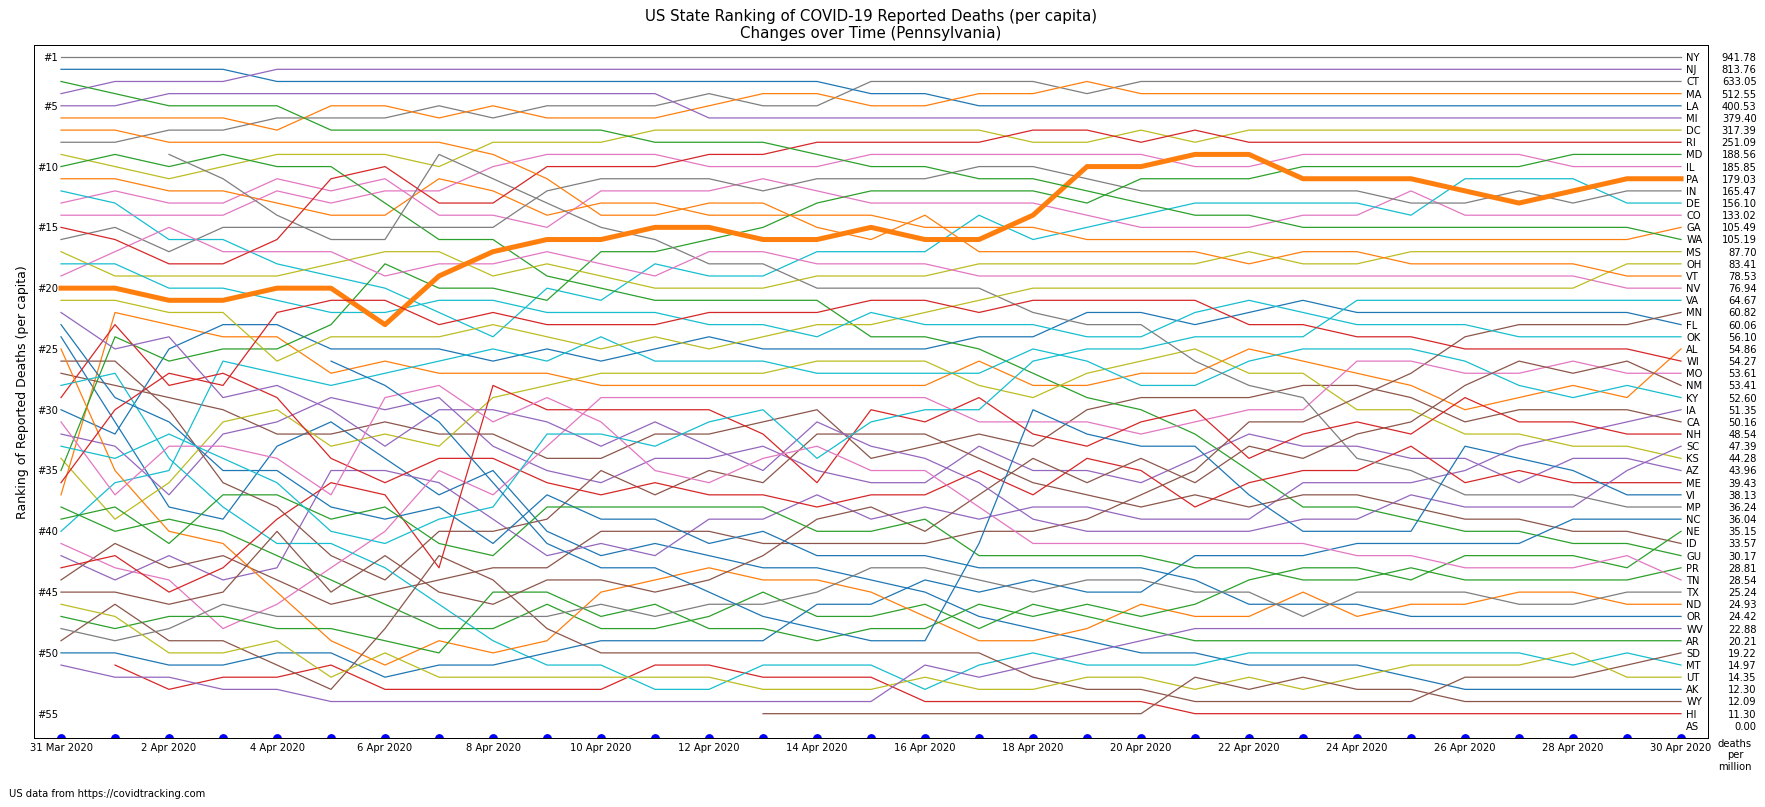 US State Ranking of COVID-19 Reported Deaths (per capita)
Changes over Time (Pennsylvania)
Ranking of Reported Deaths (per capita)
#1
#5
#10
#15
#20
#25
#30
#35
#40
#45
#50
#55
NY 941.78
NJ 813.76
CT 633.05
MA 512.55
LA 400.53
MI 379.40
DC 317.39
RI 251.09
MD 188.56
IL 185.85
PA 179.03
IN 165.47
DE 156.10
CO 133.02
GA 105.49
WA 105.19
MS 87.70
OH 83.41
VT 78.53
NV 76.94
VA 64.67
MN 60.82
FL 60.06
OK 56.10
AL 54.86
WI 54.27
MO 53.61
NM 53.41
KY 52.60
IA 51.35
CA 50.16
NH 48.54
SC 47.39
KS 44.28
AZ 43.96
ME 39.43
VI 38.13
MP 36.24
NC 36.04
NE 35.15
ID 33.57
GU 30.17
PR 28.81
TN 28.54
TX 25.24
ND 24.93
OR 24.42
WV 22.88
AR 20.21
SD 19.22
MT 14.97
UT 14.35
AK 12.30
WY 12.09
HI 11.30
AS 0.00
31 Mar 2020 2 Apr 2020 4 Apr 2020 6 Apr 2020 8 Apr 2020 10 Apr 2020 12 Apr 2020 14 Apr 2020 16 Apr 2020 18 Apr 2020 20 Apr 2020 22 Apr 2020 24 Apr 2020 26 Apr 2020 28 Apr 2020 30 Apr 2020
deaths
per
million
US data from https://covidtracking.com